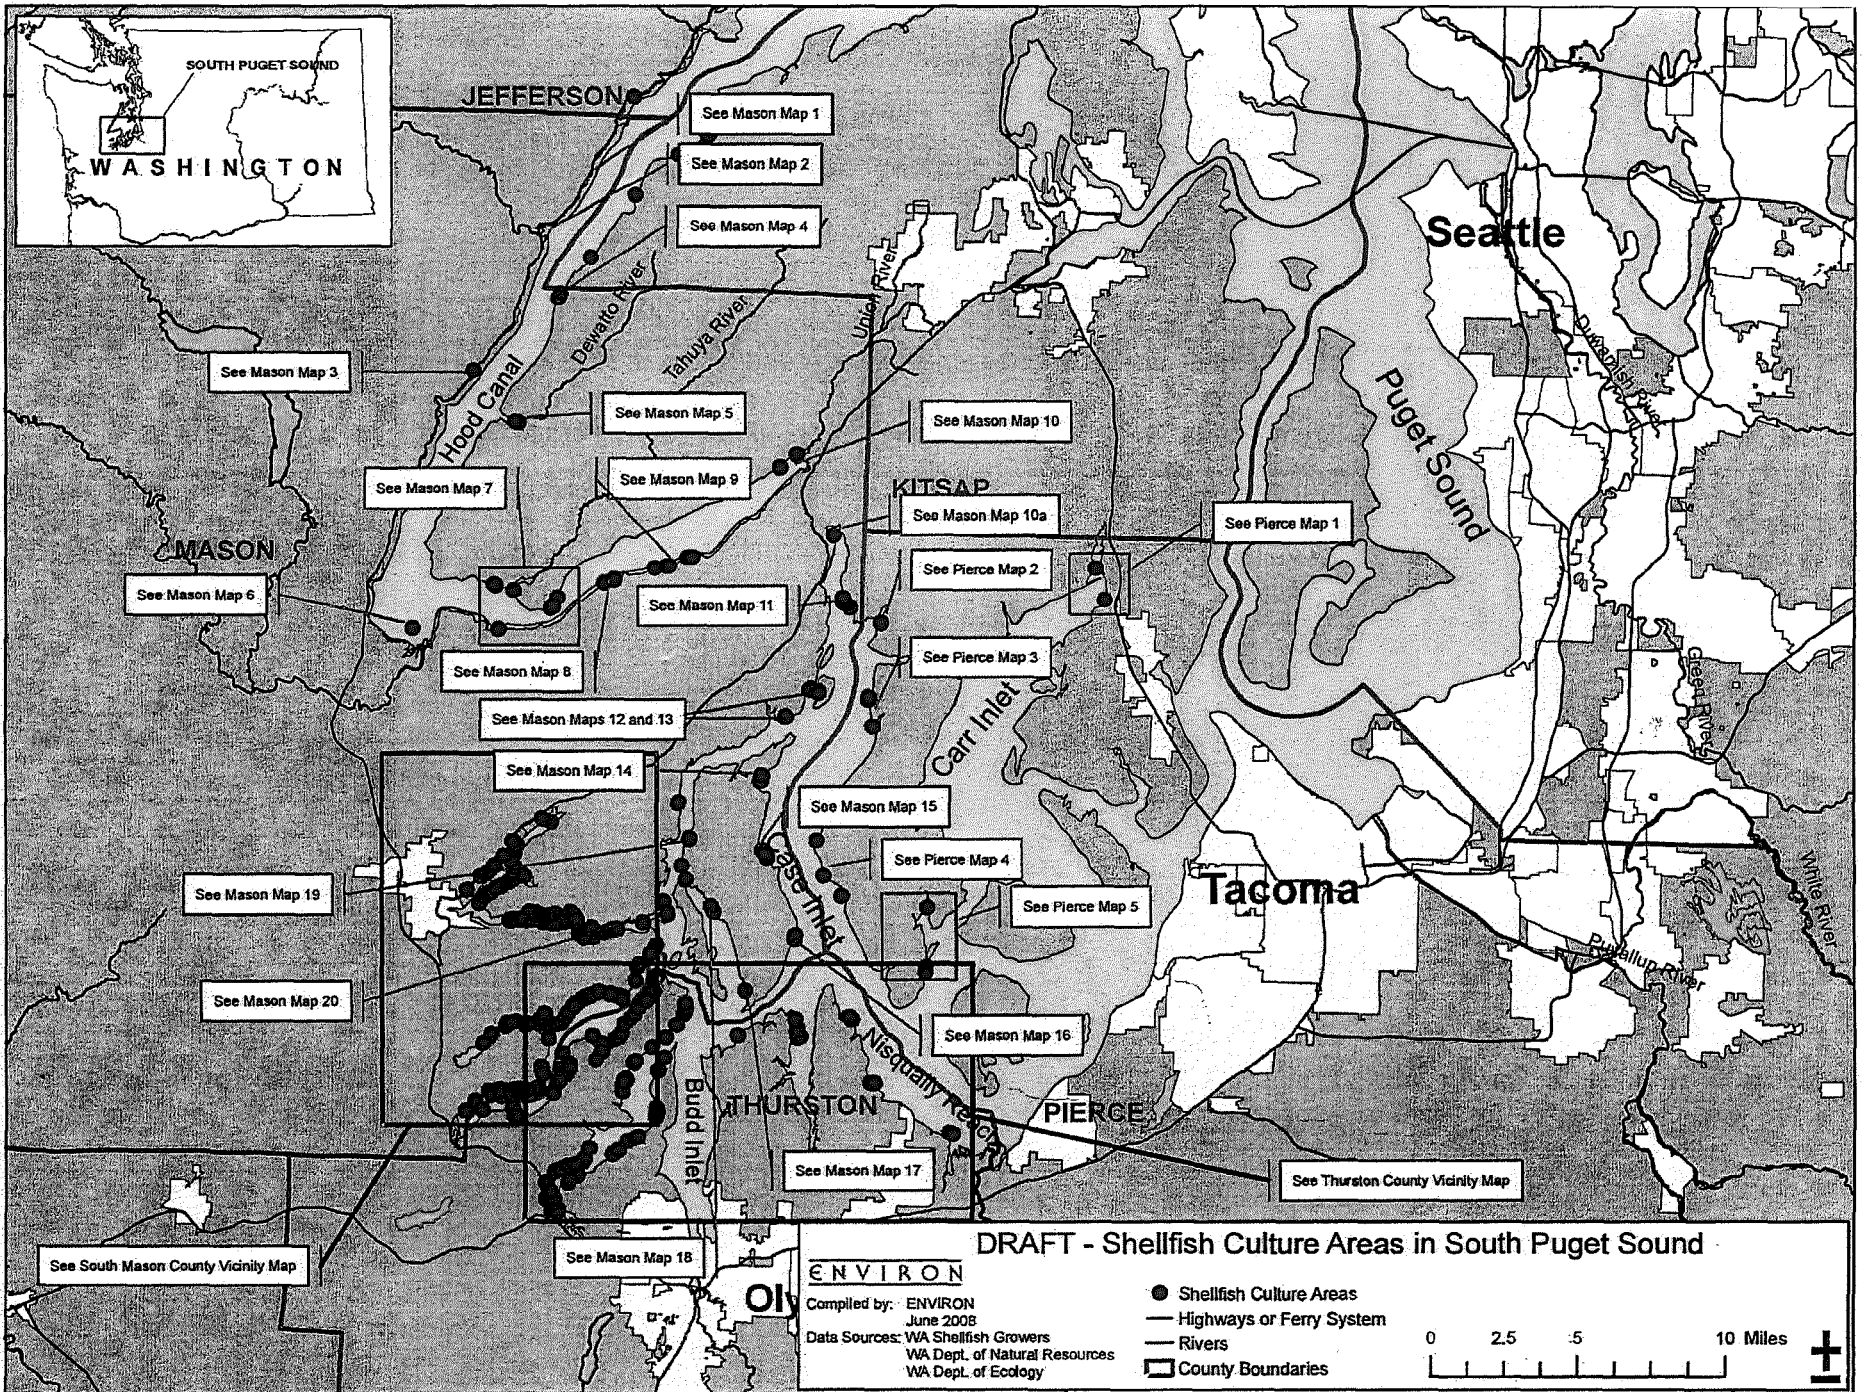 SOUTH PUGET SOUND
WASHINGTON
JEFFERSON
See Mason Map 1
See Mason Map 2
See Mason Map 4
Seattle
Dewatto River
Tahuya River
Union River
Duwamish River
See Mason Map 3
Hood Canal
See Mason Map 5
See Mason Map 10
Puget Sound
See Mason Map 7
See Mason Map 9
KITSAP
See Mason Map 10a
See Pierce Map 1
MASON
See Pierce Map 2
See Mason Map 6
See Mason Map 11
See Pierce Map 3
See Mason Map 8
Green River
See Mason Maps 12 and 13
Carr Inlet
See Mason Map 14
See Mason Map 15
Case Inlet
See Pierce Map 4
White River
See Mason Map 19
Tacoma
See Pierce Map 5
Puyallup River
See Mason Map 20
See Mason Map 16
Nisqually Reach
Budd Inlet
THURSTON
PIERCE
See Mason Map 17
See Thurston County Vicinity Map
See South Mason County Vicinity Map
See Mason Map 18
Oly
DRAFT - Shellfish Culture Areas in South Puget Sound
ENVIRON
Compiled by: ENVIRON
June 2008
Data Sources: WA Shellfish Growers
WA Dept. of Natural Resources
WA Dept. of Ecology
Shellfish Culture Areas
Highways or Ferry System
Rivers
County Boundaries
0 2.5 5 10 Miles